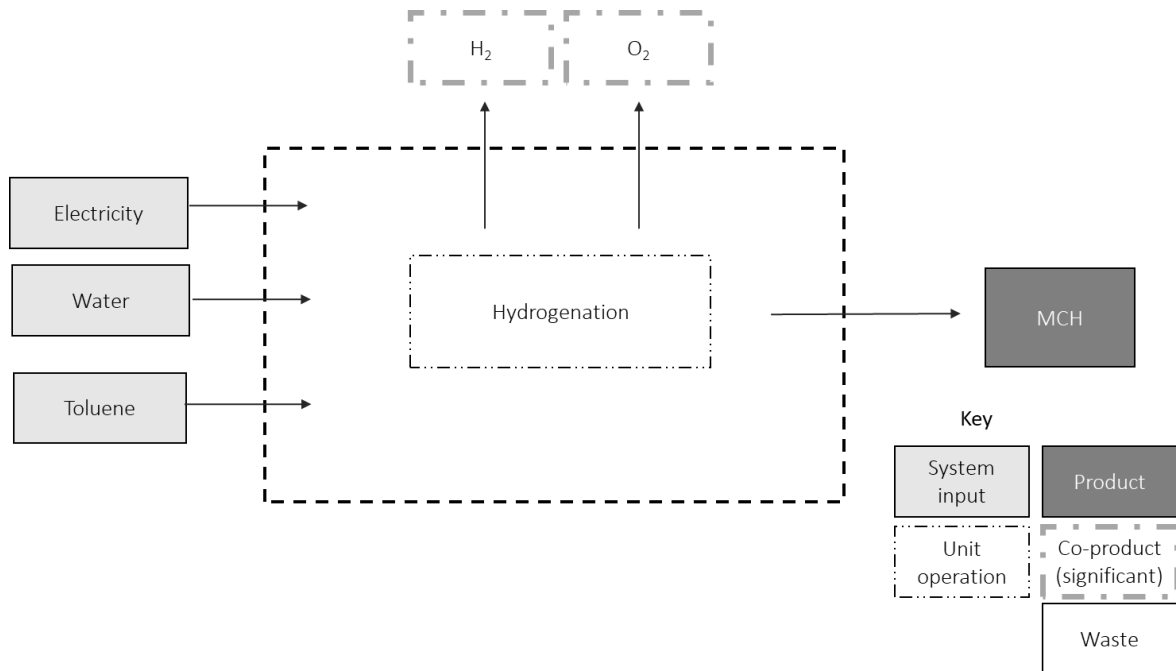 H₂
O₂
Electricity
Water
Toluene
Hydrogenation
MCH
Key
System
input
Product
Unit
operation
Co-product
(significant)
Waste